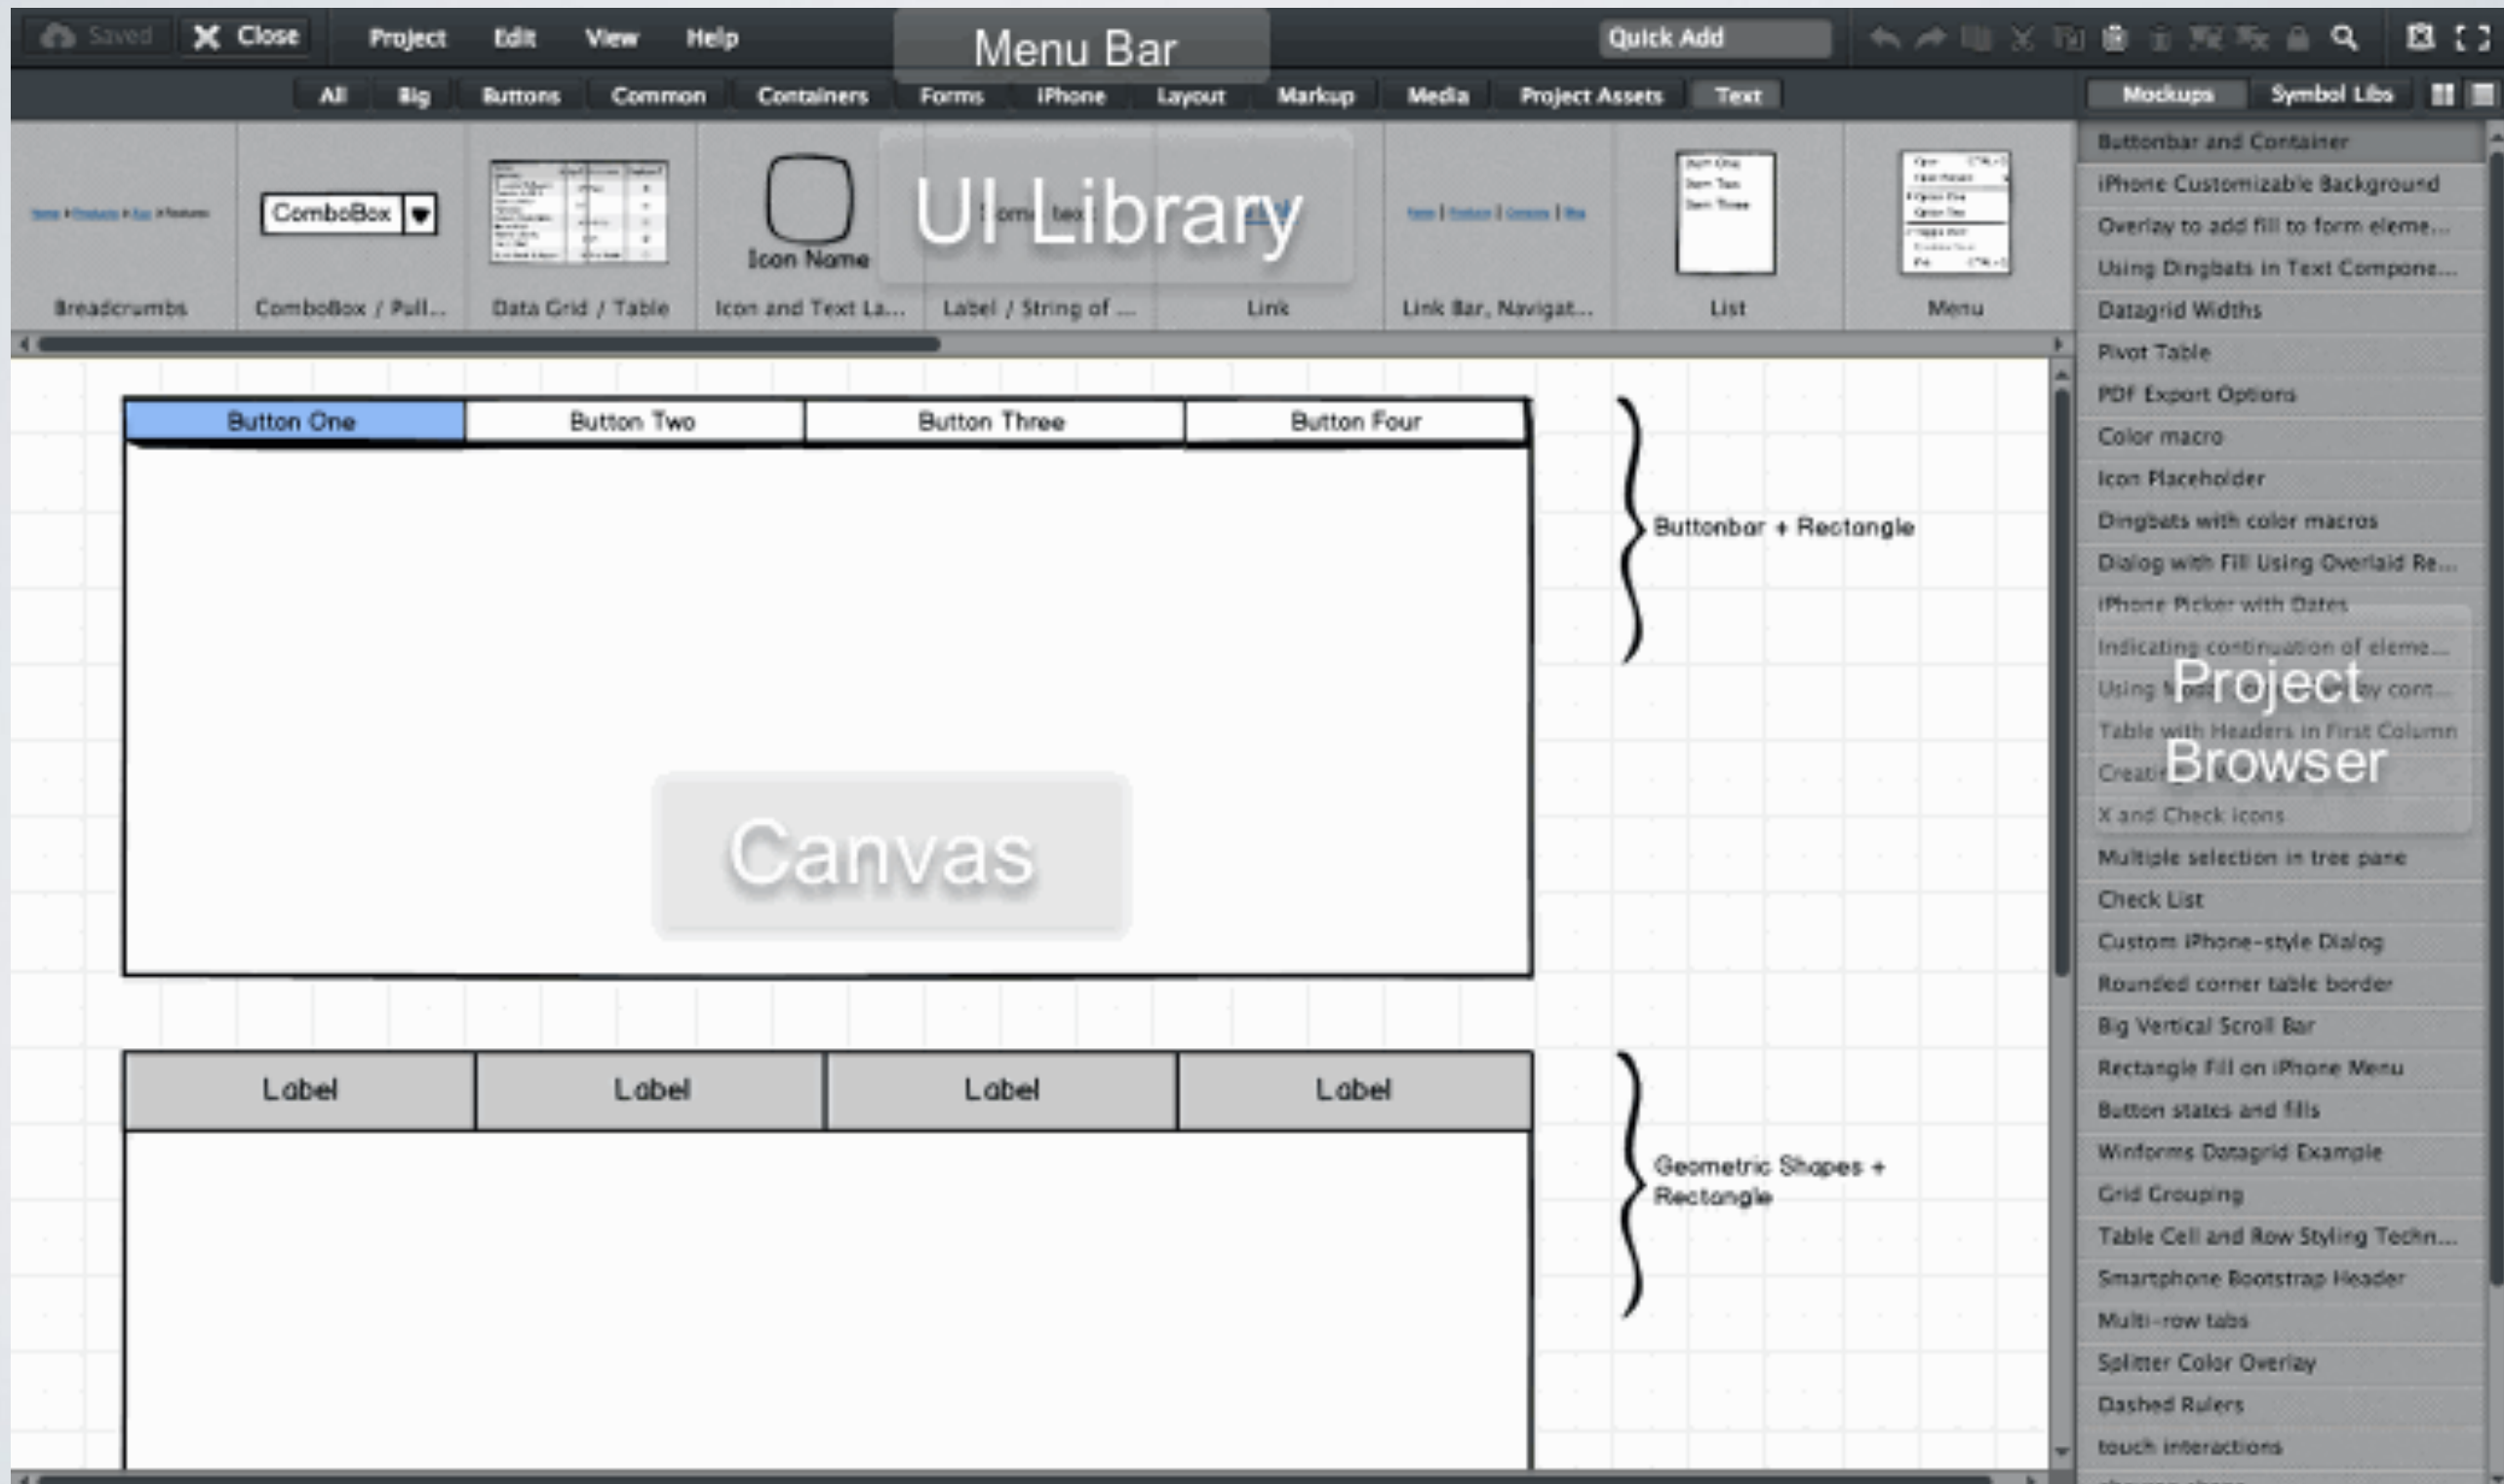 Saved
Close
Project
Edit
View
Help
Menu Bar
Quick Add
All
Big
Buttons
Common
Containers
Forms
iPhone
Layout
Markup
Media
Project Assets
Text
Mockups
Symbol Libs
ComboBox
Icon Name
UI Library
Item One
Item Two
Item Three
Breadcrumbs
ComboBox / Pull...
Data Grid / Table
Icon and Text La...
Label / String of ...
Link
Link Bar, Navigat...
List
Menu
Button One
Button Two
Button Three
Button Four
Buttonbar + Rectangle
Canvas
Label
Label
Label
Label
Geometric Shapes +
Rectangle
Buttonbar and Container
iPhone Customizable Background
Overlay to add fill to form eleme...
Using Dingbats in Text Compone...
Datagrid Widths
Pivot Table
PDF Export Options
Color macro
Icon Placeholder
Dingbats with color macros
Dialog with Fill Using Overlaid Re...
iPhone Picker with Dates
Indicating continuation of eleme...
Project
Using
cont...
Table with Headers in First Column
Browser
X and Check icons
Multiple selection in tree pane
Check List
Custom iPhone-style Dialog
Rounded corner table border
Big Vertical Scroll Bar
Rectangle Fill on iPhone Menu
Button states and fills
Winforms Datagrid Example
Grid Grouping
Table Cell and Row Styling Techn...
Smartphone Bootstrap Header
Multi-row tabs
Splitter Color Overlay
Dashed Rulers
touch interactions